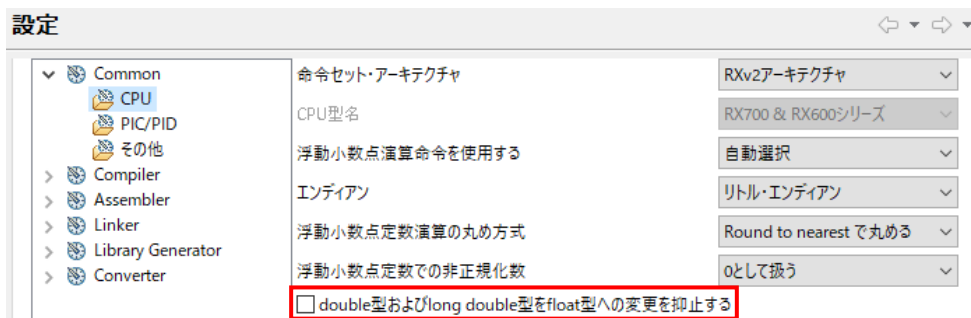 設定
Common
CPU
PIC/PID
その他
Compiler
Assembler
Linker
Library Generator
Converter
命令セット・アーキテクチャ RXv2アーキテクチャ
CPU型名 RX700 & RX600シリーズ
浮動小数点演算命令を使用する 自動選択
エンディアン リトル・エンディアン
浮動小数点定数演算の丸め方式 Round to nearest で丸める
浮動小数点定数での非正規化数 0として扱う
double型およびlong double型をfloat型への変更を抑止する